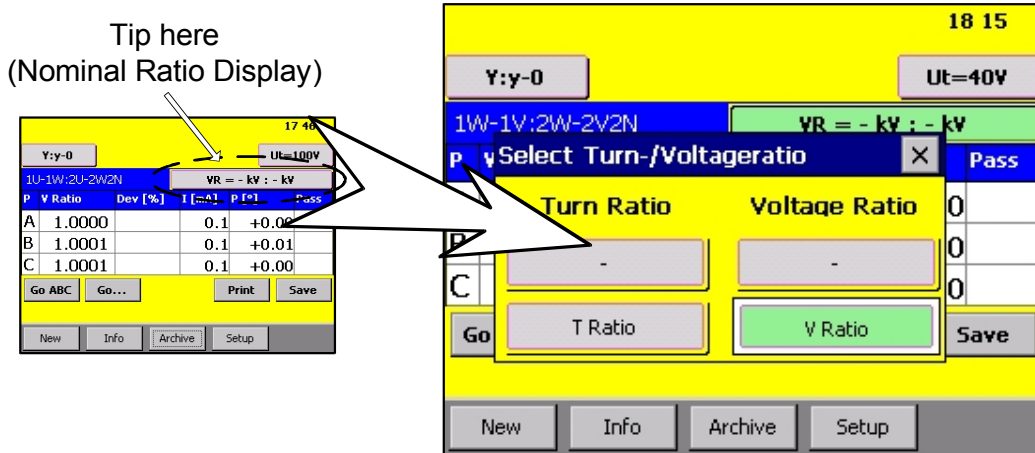 Tip here
(Nominal Ratio Display)
17 46
Y:y-0
Ut=100V
1U-1W:2U-2W2N
VR = - kV : - kV
P V Ratio Dev [%] I [mA] P [°] Pass
A 1.0000 0.1 +0.00
B 1.0001 0.1 +0.01
C 1.0001 0.1 +0.00
Go ABC Go... Print Save
New Info Archive Setup
18 15
Y:y-0
Ut=40V
1W-1V:2W-2V2N
VR = - kV : - kV
P V
Pass
Select Turn-/Voltageratio
Turn Ratio Voltage Ratio
- -
T Ratio V Ratio
0
B 0
C 0
Go Save
New Info Archive Setup